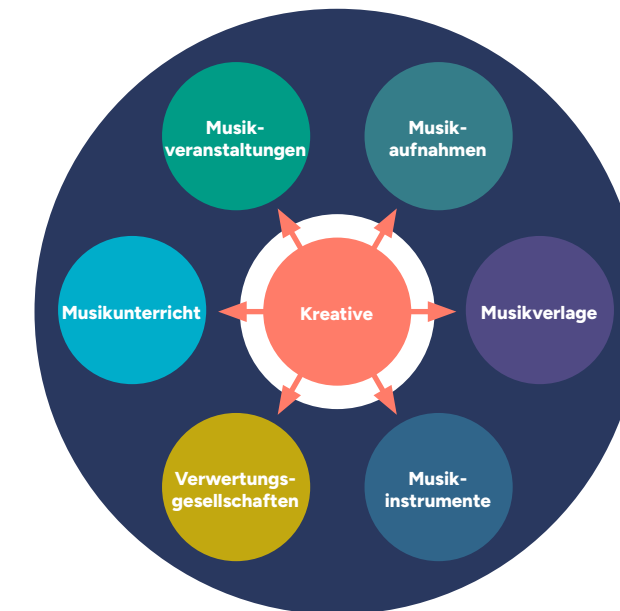 Musik-
veranstaltungen
Musik-
aufnahmen
Musikunterricht
Kreative
Musikverlage
Verwertungs-
gesellschaften
Musik-
instrumente